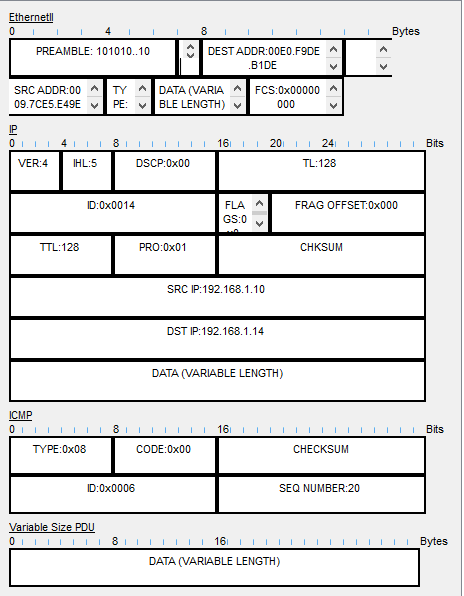 EthernetII
0 4 8 Bytes
PREAMBLE: 101010..10
DEST ADDR:00E0.F9DE
.B1DE
SRC ADDR:00
09.7CE5.E49E
TY
PE:
DATA (VARIA
BLE LENGTH)
FCS:0x00000
000
IP
0 4 8 16 20 24 Bits
VER:4 IHL:5 DSCP:0x00 TL:128
ID:0x0014
FLA
GS:0
FRAG OFFSET:0x000
TTL:128 PRO:0x01 CHKSUM
SRC IP:192.168.1.10
DST IP:192.168.1.14
DATA (VARIABLE LENGTH)
ICMP
0 8 16 Bits
TYPE:0x08 CODE:0x00 CHECKSUM
ID:0x0006 SEQ NUMBER:20
Variable Size PDU
0 8 16 Bytes
DATA (VARIABLE LENGTH)